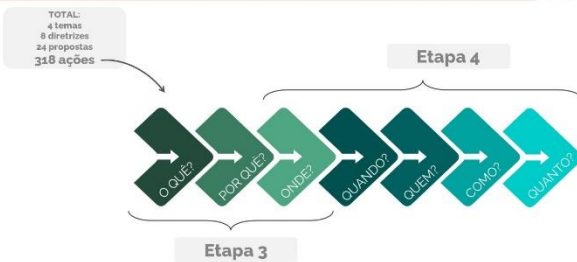 TOTAL:
4 temas
8 diretrizes
24 propostas
318 ações
Etapa 4
O QUÊ?
POR QUÊ?
ONDE?
QUANDO?
QUEM?
COMO?
QUANTO?
Etapa 3